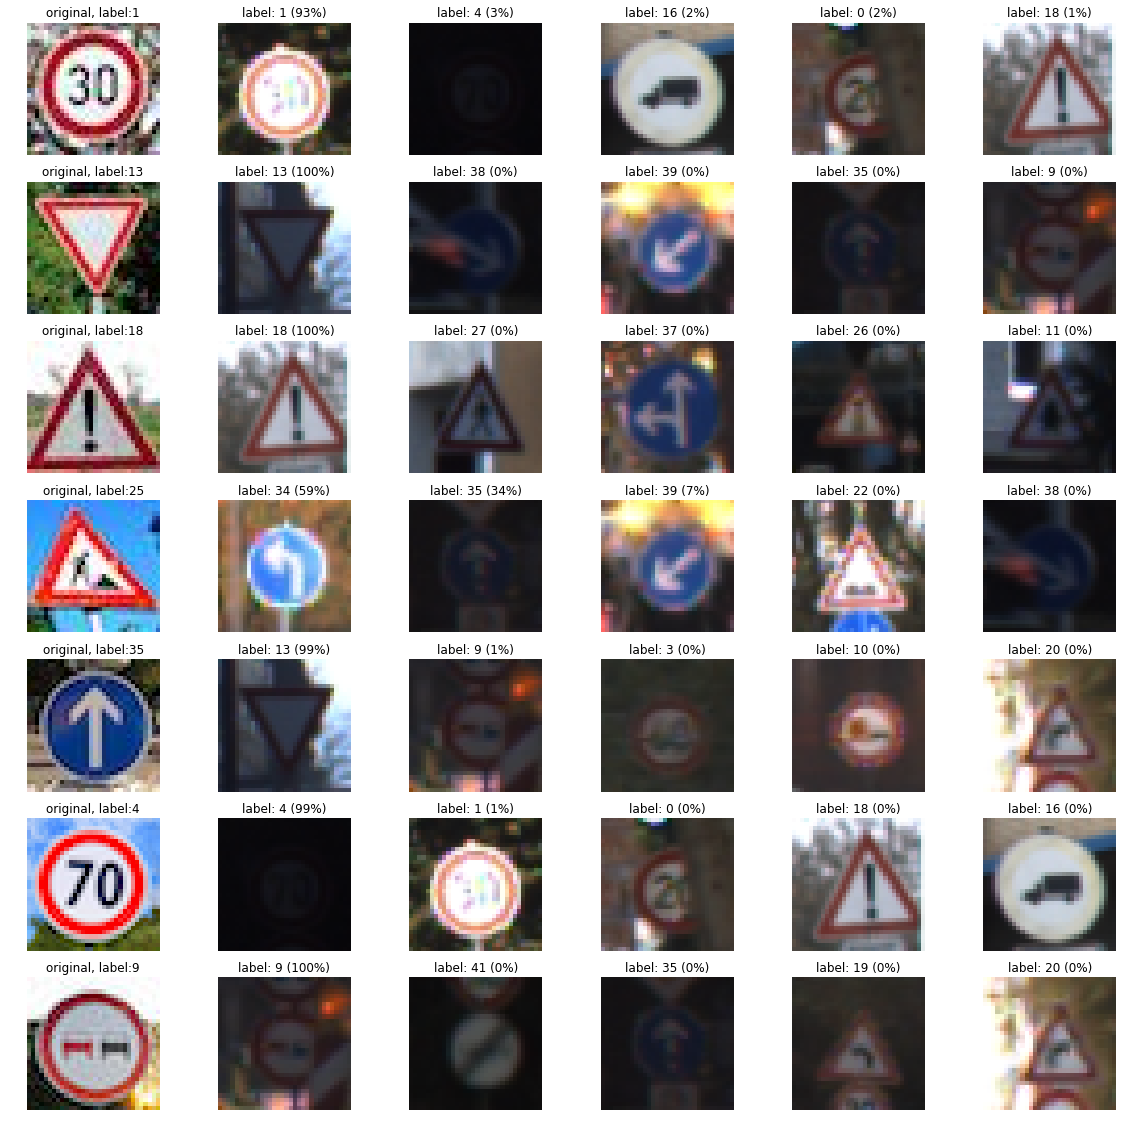 original, label:1 label: 1 (93%) label: 4 (3%) label: 16 (2%) label: 0 (2%) label: 18 (1%)
30 30 70
original, label:13 label: 13 (100%) label: 38 (0%) label: 39 (0%) label: 35 (0%) label: 9 (0%)
original, label:18 label: 18 (100%) label: 27 (0%) label: 37 (0%) label: 26 (0%) label: 11 (0%)
original, label:25 label: 34 (59%) label: 35 (34%) label: 39 (7%) label: 22 (0%) label: 38 (0%)
original, label:35 label: 13 (99%) label: 9 (1%) label: 3 (0%) label: 10 (0%) label: 20 (0%)
original, label:4 label: 4 (99%) label: 1 (1%) label: 0 (0%) label: 18 (0%) label: 16 (0%)
70 70 30
original, label:9 label: 9 (100%) label: 41 (0%) label: 35 (0%) label: 19 (0%) label: 20 (0%)